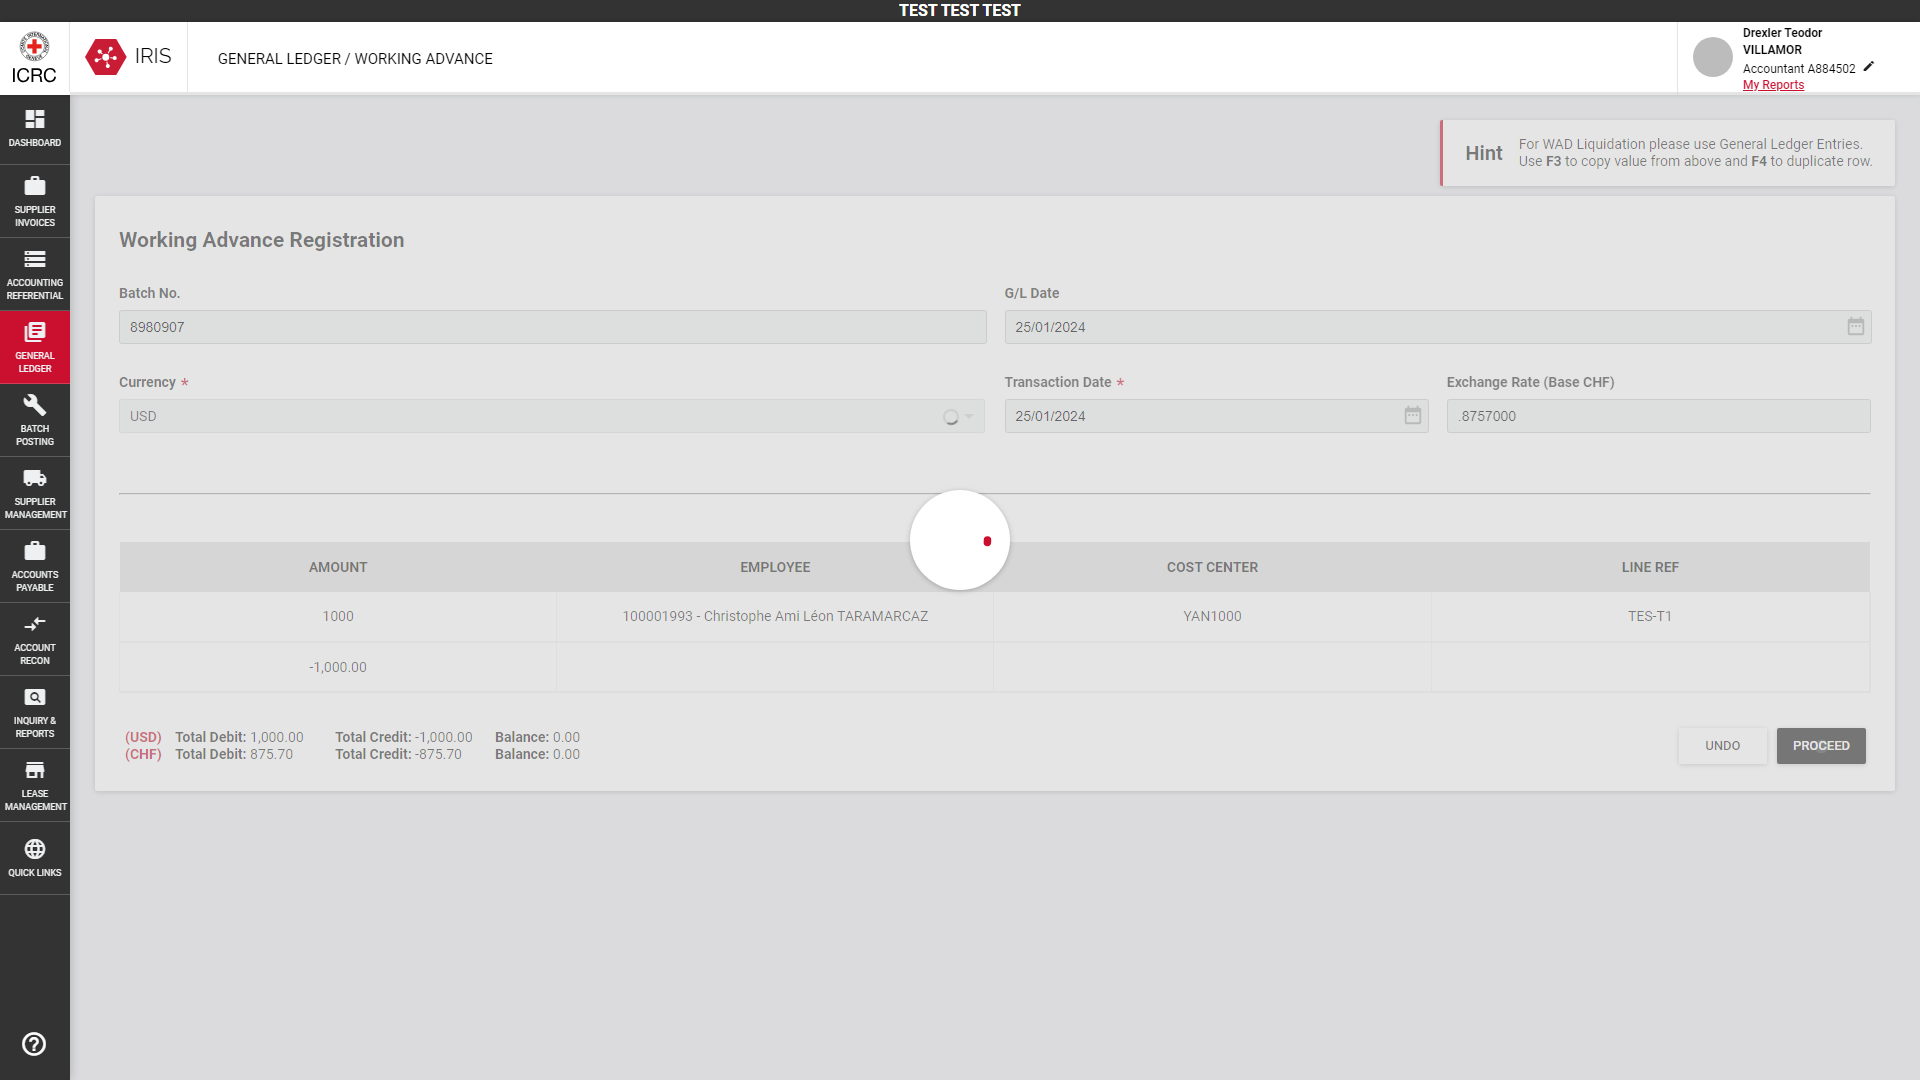 TEST TEST TEST
ICRC
IRIS
GENERAL LEDGER / WORKING ADVANCE
Drexler Teodor
VILLAMOR
Accountant A884502
My Reports
DASHBOARD
SUPPLIER
INVOICES
ACCOUNTING
REFERENTIAL
GENERAL
LEDGER
BATCH
POSTING
SUPPLIER
MANAGEMENT
ACCOUNTS
PAYABLE
ACCOUNT
RECON
INQUIRY &
REPORTS
LEASE
MANAGEMENT
QUICK LINKS
Hint
For WAD Liquidation please use General Ledger Entries.
Use F3 to copy value from above and F4 to duplicate row.
Working Advance Registration
Batch No.
G/L Date
8980907
25/01/2024
Currency *
Transaction Date *
Exchange Rate (Base CHF)
USD
25/01/2024
.8757000
AMOUNT EMPLOYEE COST CENTER LINE REF
1000 100001993 - Christophe Ami Léon TARAMARCAZ YAN1000 TES-T1
-1,000.00
(USD) Total Debit: 1,000.00 Total Credit: -1,000.00 Balance: 0.00
(CHF) Total Debit: 875.70 Total Credit: -875.70 Balance: 0.00
UNDO
PROCEED